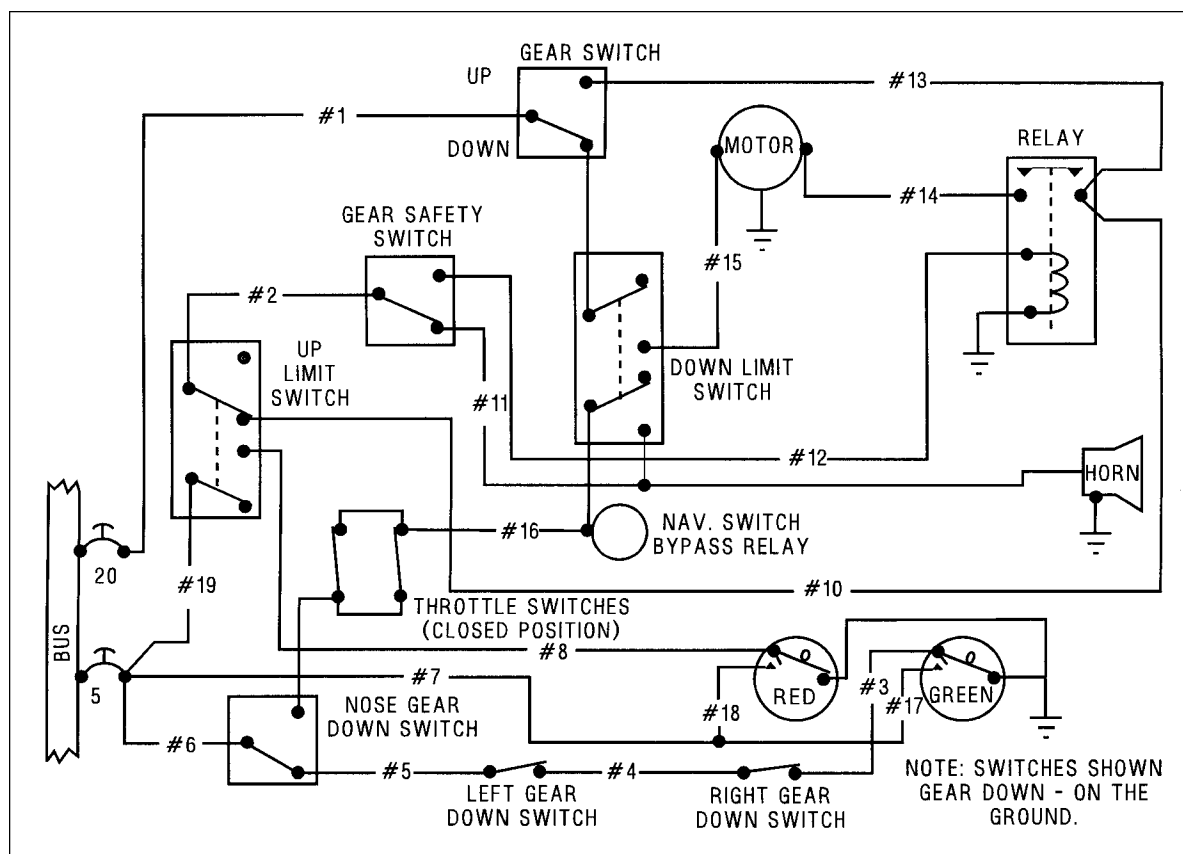 GEAR SWITCH
UP
#13
#1
DOWN
MOTOR
RELAY
#14
GEAR SAFETY
SWITCH
#15
#2
UP
LIMIT
SWITCH
DOWN LIMIT
SWITCH
#11
#12
HORN
#16
NAV. SWITCH
BYPASS RELAY
20
#19
THROTTLE SWITCHES
(CLOSED POSITION)
#10
BUS
#8
5
#7
#3
RED
#17
GREEN
#18
NOSE GEAR
DOWN SWITCH
#6
#5
#4
LEFT GEAR
DOWN SWITCH
RIGHT GEAR
DOWN SWITCH
NOTE: SWITCHES SHOWN
GEAR DOWN - ON THE
GROUND.